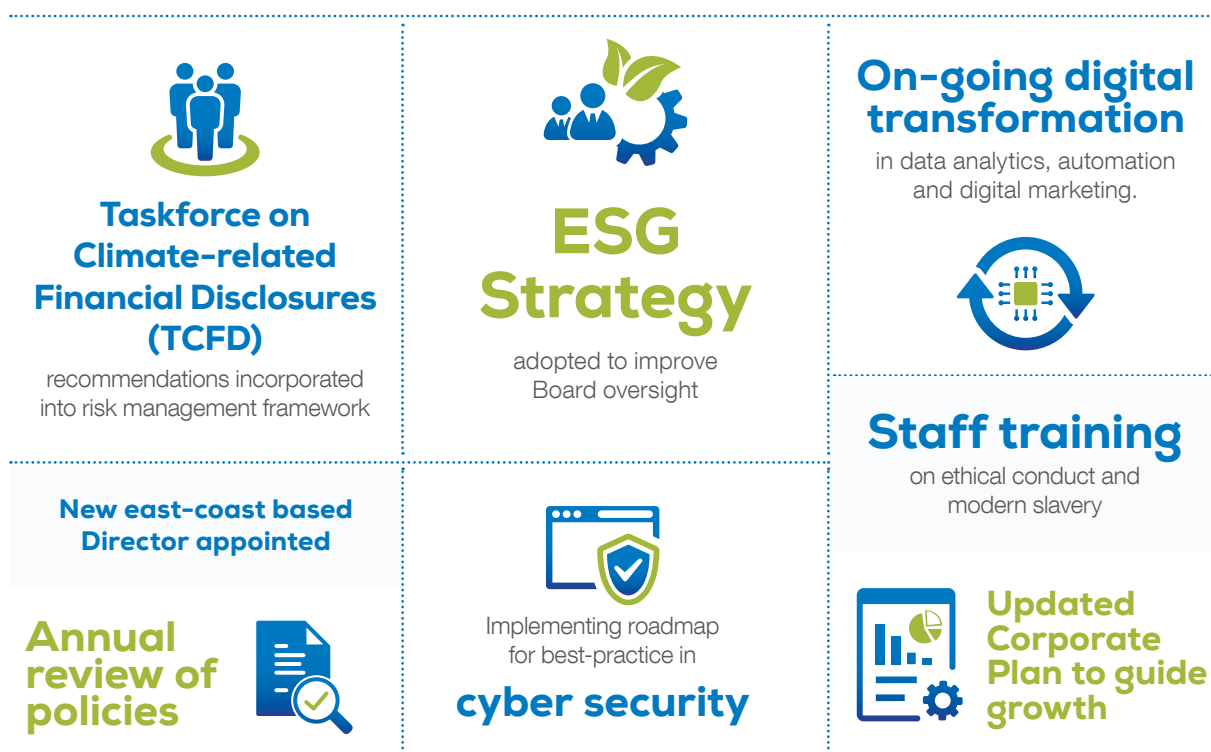 Taskforce on
Climate-related
Financial Disclosures
(TCFD)
recommendations incorporated
into risk management framework
ESG
Strategy
adopted to improve
Board oversight
On-going digital
transformation
in data analytics, automation
and digital marketing.
Staff training
on ethical conduct and
modern slavery
New east-coast based
Director appointed
Annual
review of
policies
Implementing roadmap
for best-practice in
cyber security
Updated
Corporate
Plan to guide
growth